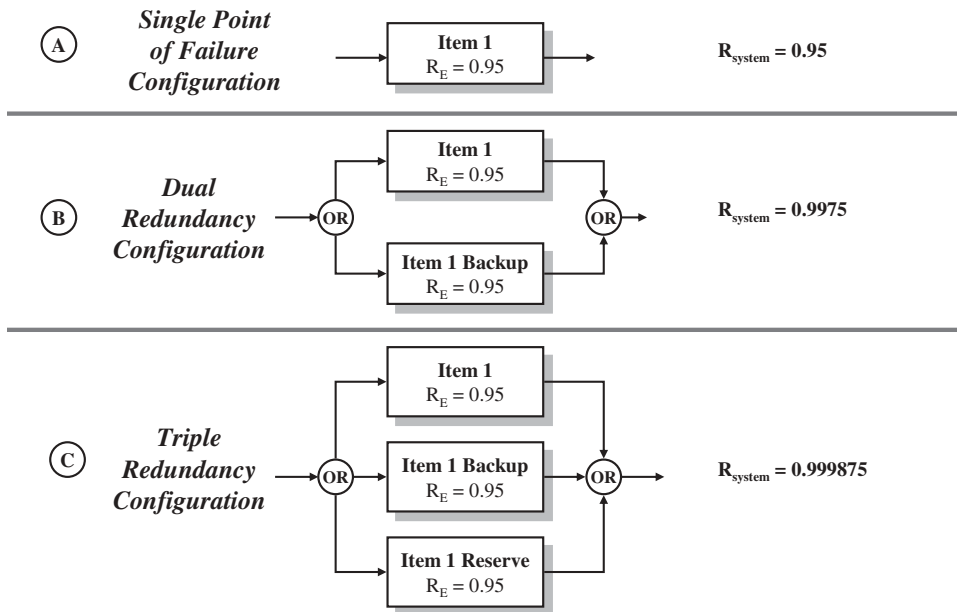 A
Single Point
of Failure
Configuration
Item 1
R_E = 0.95
R_system = 0.95
B
Dual
Redundancy
Configuration
OR
Item 1
R_E = 0.95
Item 1 Backup
R_E = 0.95
OR
R_system = 0.9975
C
Triple
Redundancy
Configuration
OR
Item 1
R_E = 0.95
Item 1 Backup
R_E = 0.95
Item 1 Reserve
R_E = 0.95
OR
R_system = 0.999875